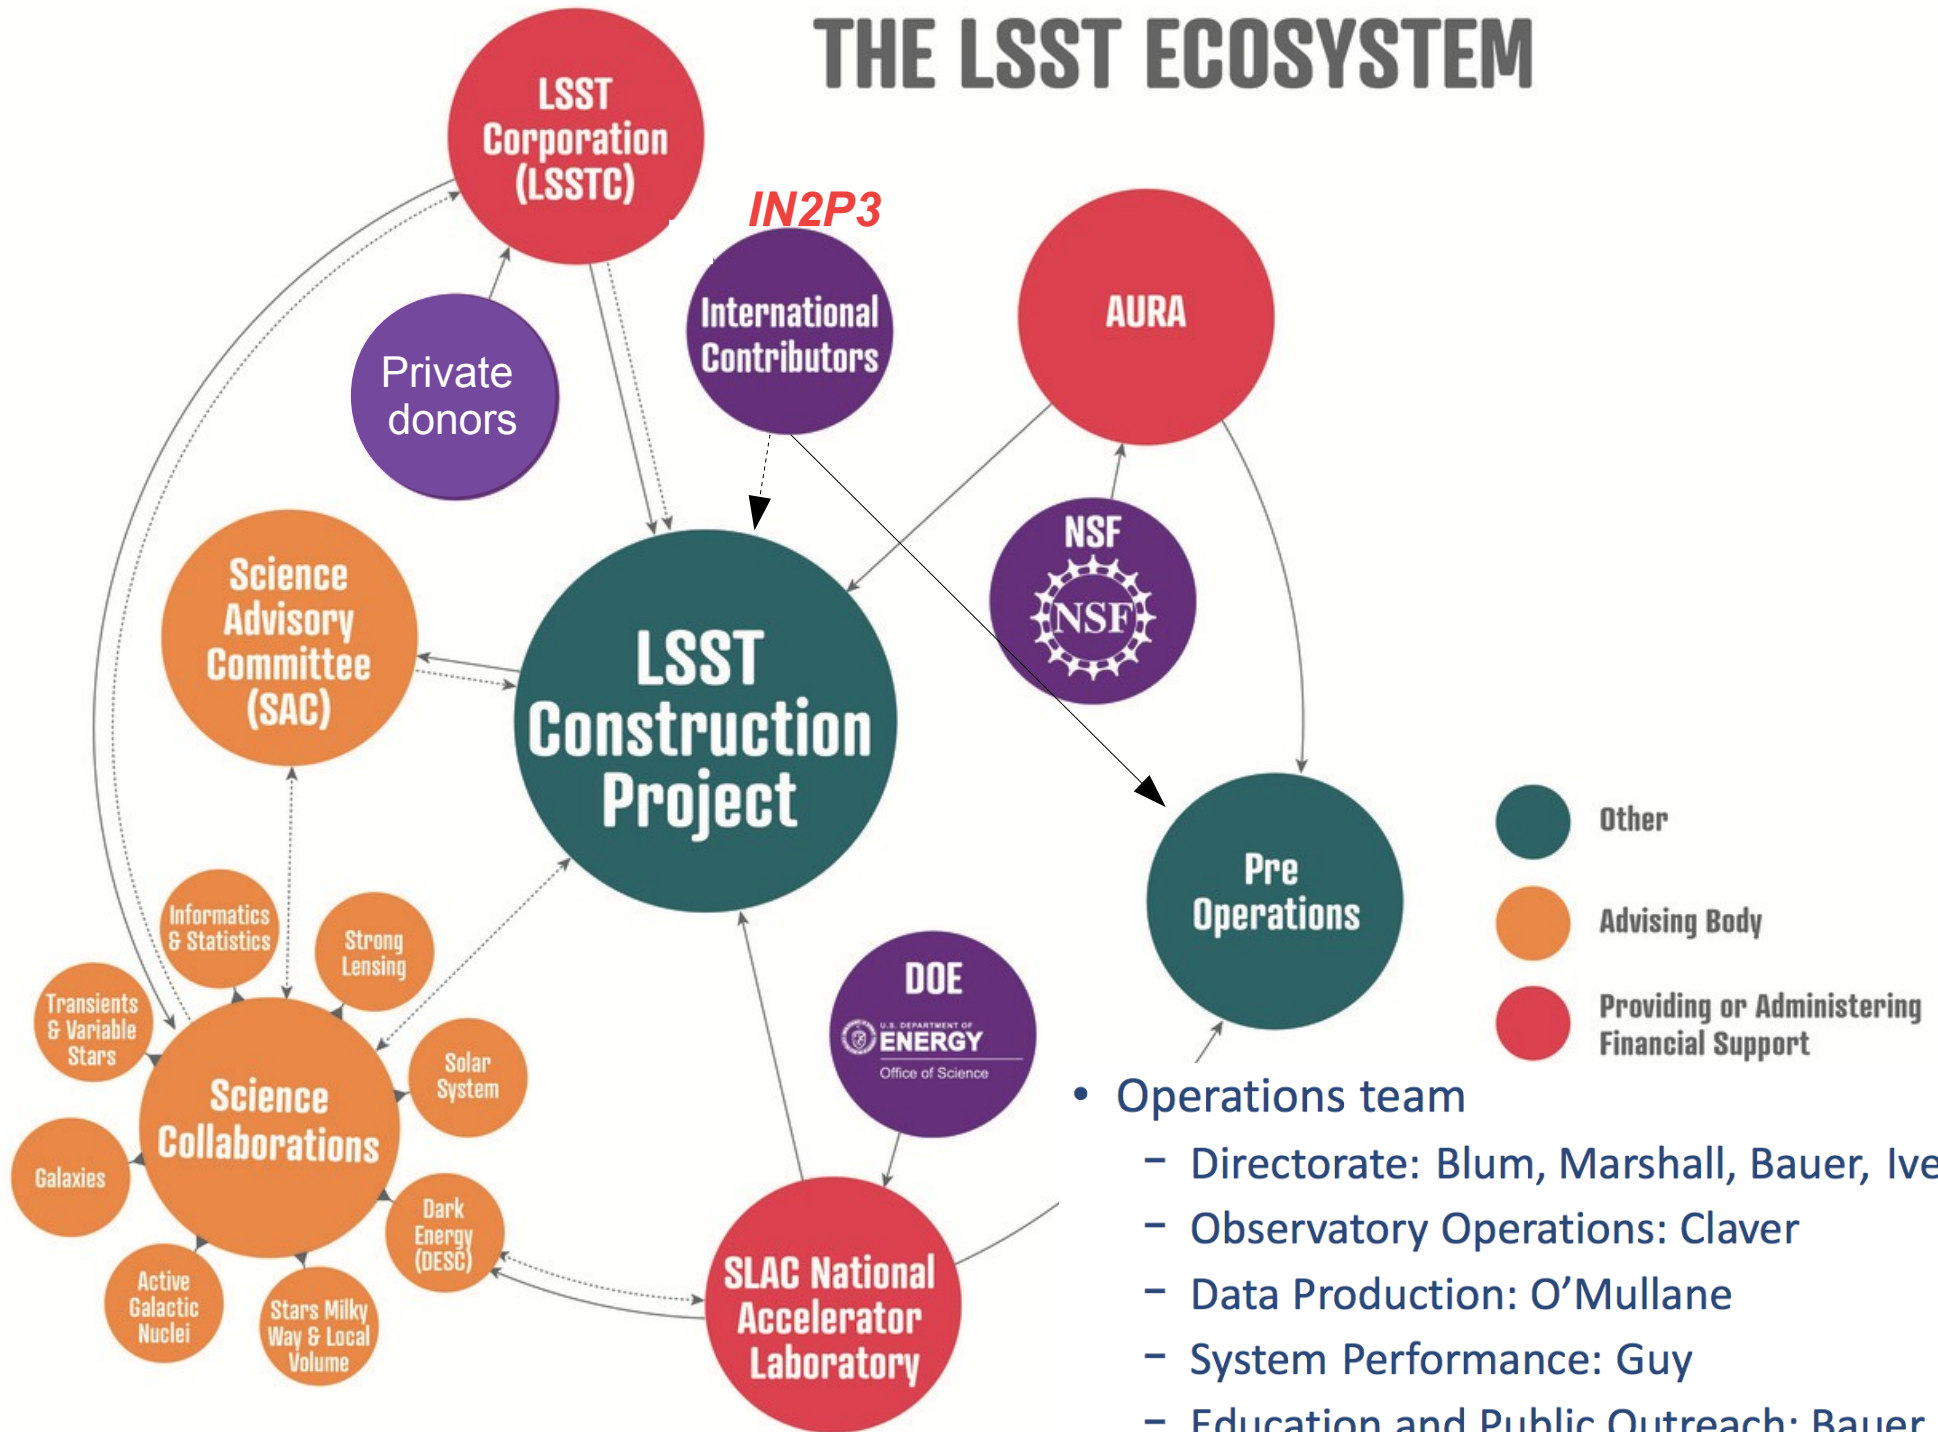 THE LSST ECOSYSTEM
LSST
Corporation
(LSSTC)
IN2P3
International
Contributors
AURA
Private
donors
NSF
NSF
Science
Advisory
Committee
(SAC)
LSST
Construction
Project
Pre
Operations
Other
Advising Body
Providing or Administering
Financial Support
Informatics
& Statistics
Strong
Lensing
Transients
& Variable
Stars
Solar
System
Science
Collaborations
Galaxies
Dark
Energy
(DESC)
Active
Galactic
Nuclei
Stars Milky
Way & Local
Volume
DOE
U.S. DEPARTMENT OF
ENERGY
Office of Science
SLAC National
Accelerator
Laboratory
• Operations team
– Directorate: Blum, Marshall, Bauer, Ive
– Observatory Operations: Claver
– Data Production: O’Mullane
– System Performance: Guy
– Education and Public Outreach: Bauer